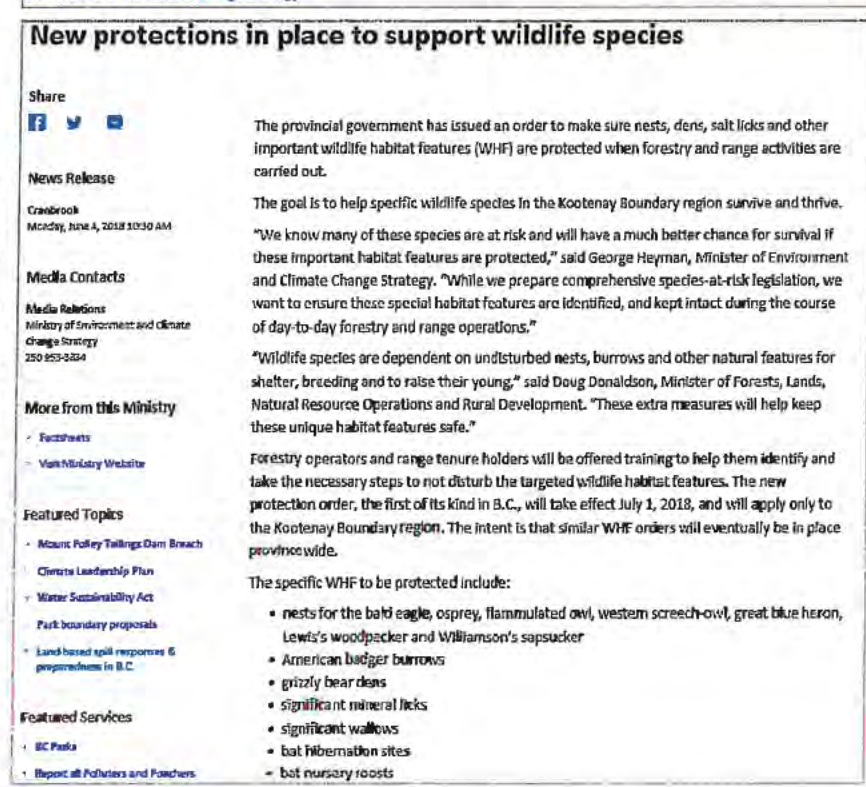 New protections in place to support wildlife species
Share
News Release
Cranbrook
Monday, June 4, 2018 10:30 AM
Media Contacts
Media Relations
Ministry of Environment and Climate
Change Strategy
250 953-3834
More from this Ministry
Factsheets
Visit Ministry Website
Featured Topics
Mount Polley Tailings Dam Breach
Climate Leadership Plan
Water Sustainability Act
Park boundary proposals
Land based spill responses &
preparedness in B.C.
Featured Services
BC Parks
Report all Polluters and Poachers
The provincial government has issued an order to make sure nests, dens, salt licks and other
important wildlife habitat features (WHF) are protected when forestry and range activities are
carried out.
The goal is to help specific wildlife species in the Kootenay Boundary region survive and thrive.
"We know many of these species are at risk and will have a much better chance for survival if
these important habitat features are protected," said George Heyman, Minister of Environment
and Climate Change Strategy. "While we prepare comprehensive species-at-risk legislation, we
want to ensure these special habitat features are identified, and kept intact during the course
of day-to-day forestry and range operations."
"Wildlife species are dependent on undisturbed nests, burrows and other natural features for
shelter, breeding and to raise their young," said Doug Donaldson, Minister of Forests, Lands,
Natural Resource Operations and Rural Development. "These extra measures will help keep
these unique habitat features safe."
Forestry operators and range tenure holders will be offered training to help them identify and
take the necessary steps to not disturb the targeted wildlife habitat features. The new
protection order, the first of its kind in B.C., will take effect July 1, 2018, and will apply only to
the Kootenay Boundary region. The intent is that similar WHF orders will eventually be in place
provincewide.
The specific WHF to be protected include:
• nests for the bald eagle, osprey, flammulated owl, western screech-owl, great blue heron,
Lewis's woodpecker and Williamson's sapsucker
• American badger burrows
• grizzly bear dens
• significant mineral licks
• significant wallows
• bat hibernation sites
• bat nursery roosts